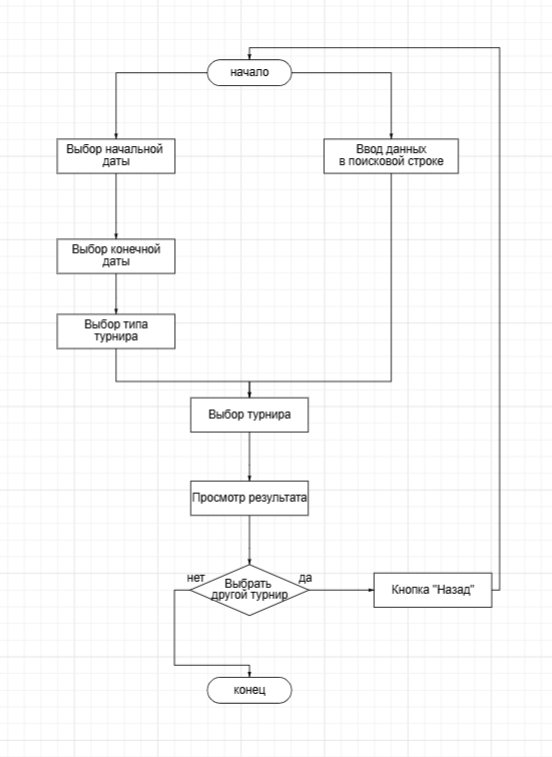 начало
Выбор начальной
даты
Ввод данных
в поисковой строке
Выбор конечной
даты
Выбор типа
турнира
Выбор турнира
Просмотр результата
нет
Выбрать
другой турнир
да
Кнопка "Назад"
конец